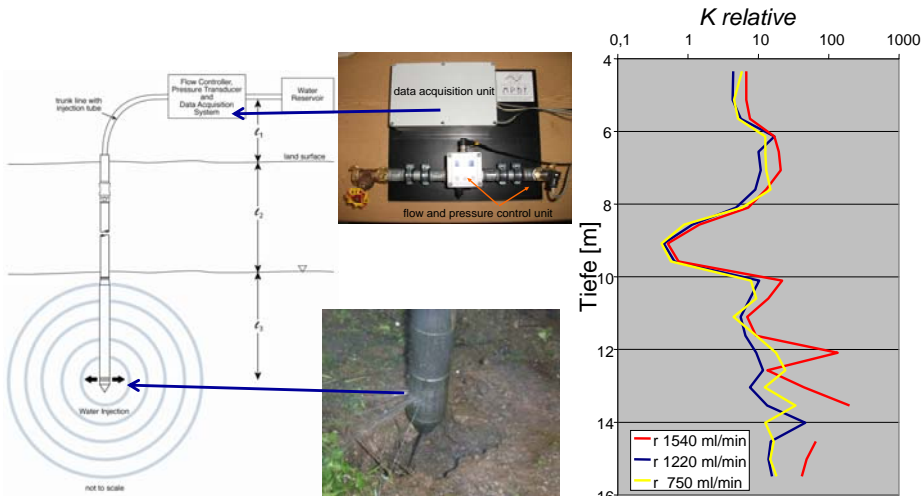 Flow Controller,
Pressure Transducer
and
Data Acquisition
System
Water
Reservoir
trunk line with
injection tube
ℓ1
land surface
ℓ2
ℓ3
Water Injection
not to scale
data acquisition unit
flow and pressure control unit
K relative
0,1 1 10 100 1000
Tiefe [m]
4
6
8
10
12
14
16
r 1540 ml/min
r 1220 ml/min
r 750 ml/min